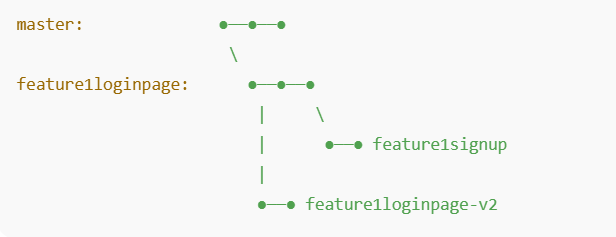 master:                    ●──●──●
                            \
feature1loginpage:             ●──●──●
                                |      \
                                |       ●──● feature1signup
                                |
                                ●──● feature1loginpage-v2